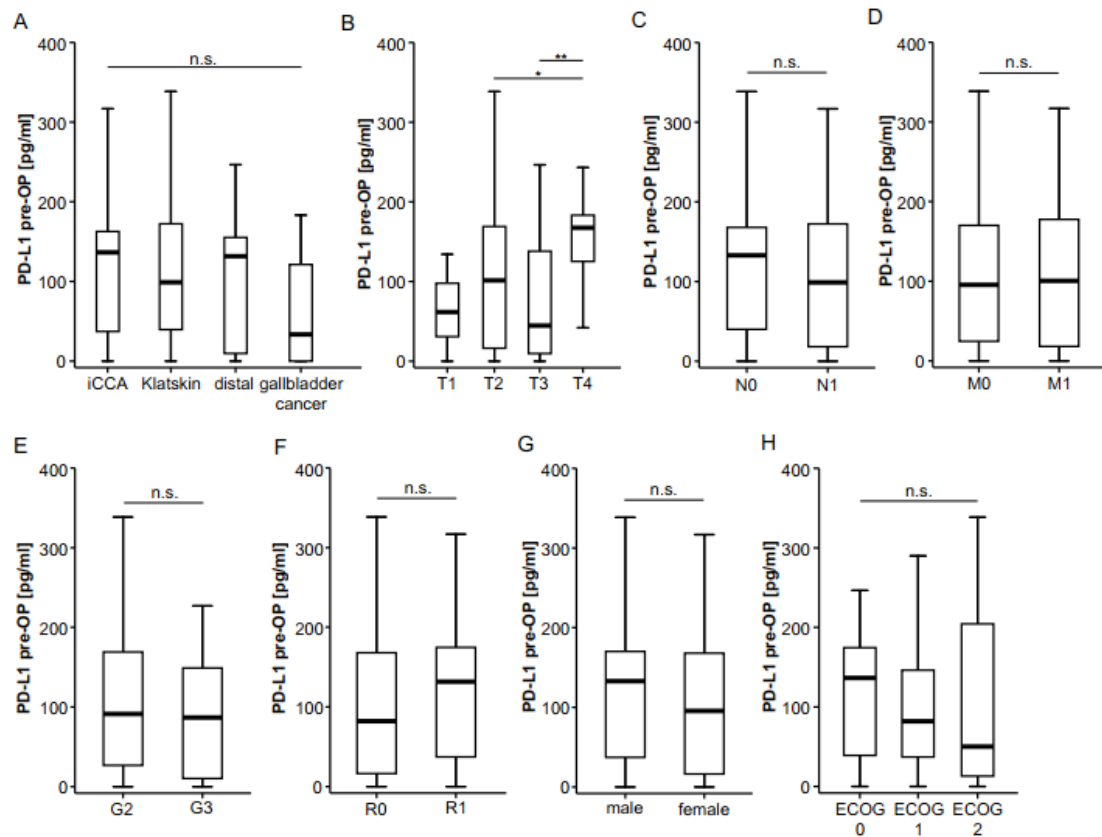 A
PD-L1 pre-OP [pg/ml]
400
300
200
100
0
n.s.
iCCA Klatskin distal gallbladder
cancer
B
PD-L1 pre-OP [pg/ml]
400
300
200
100
0
**
*
T1 T2 T3 T4
C
PD-L1 pre-OP [pg/ml]
400
300
200
100
0
n.s.
N0 N1
D
PD-L1 pre-OP [pg/ml]
400
300
200
100
0
n.s.
M0 M1
E
PD-L1 pre-OP [pg/ml]
400
300
200
100
0
n.s.
G2 G3
F
PD-L1 pre-OP [pg/ml]
400
300
200
100
0
n.s.
R0 R1
G
PD-L1 pre-OP [pg/ml]
400
300
200
100
0
n.s.
male female
H
PD-L1 pre-OP [pg/ml]
400
300
200
100
0
n.s.
ECOG ECOG ECOG
0 1 2